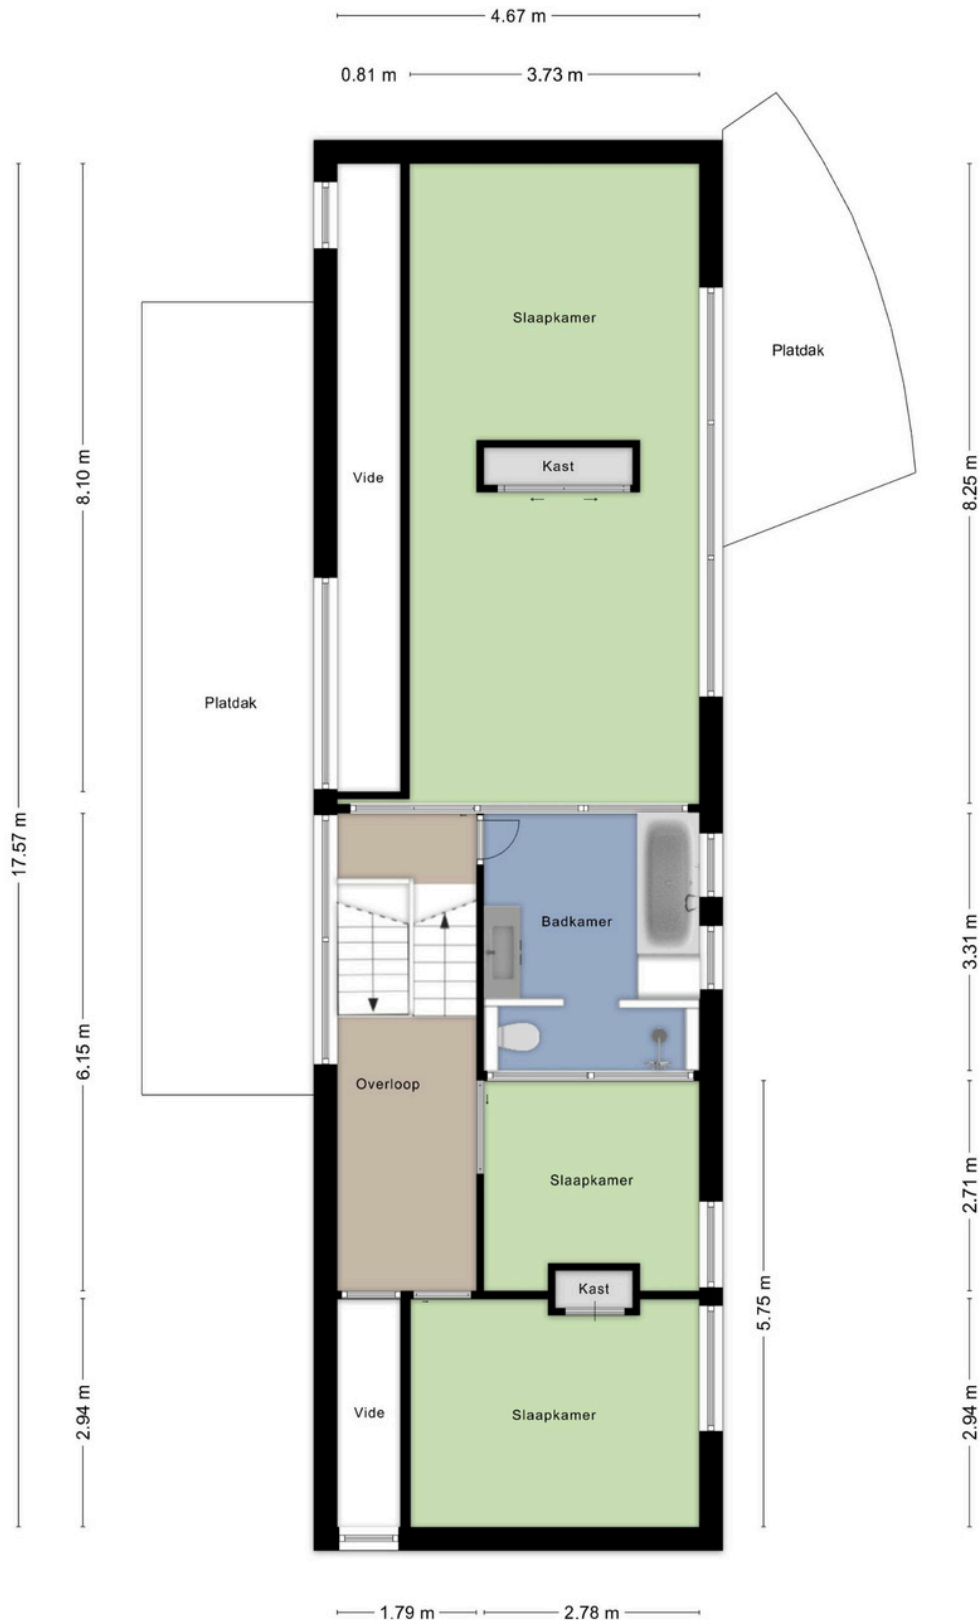 4.67 m
0.81 m
3.73 m
Slaapkamer
Platdak
Kast
Vide
8.10 m
8.25 m
Platdak
17.57 m
Badkamer
3.31 m
6.15 m
Overloop
Slaapkamer
2.71 m
Kast
5.75 m
Vide
Slaapkamer
2.94 m
2.94 m
1.79 m
2.78 m